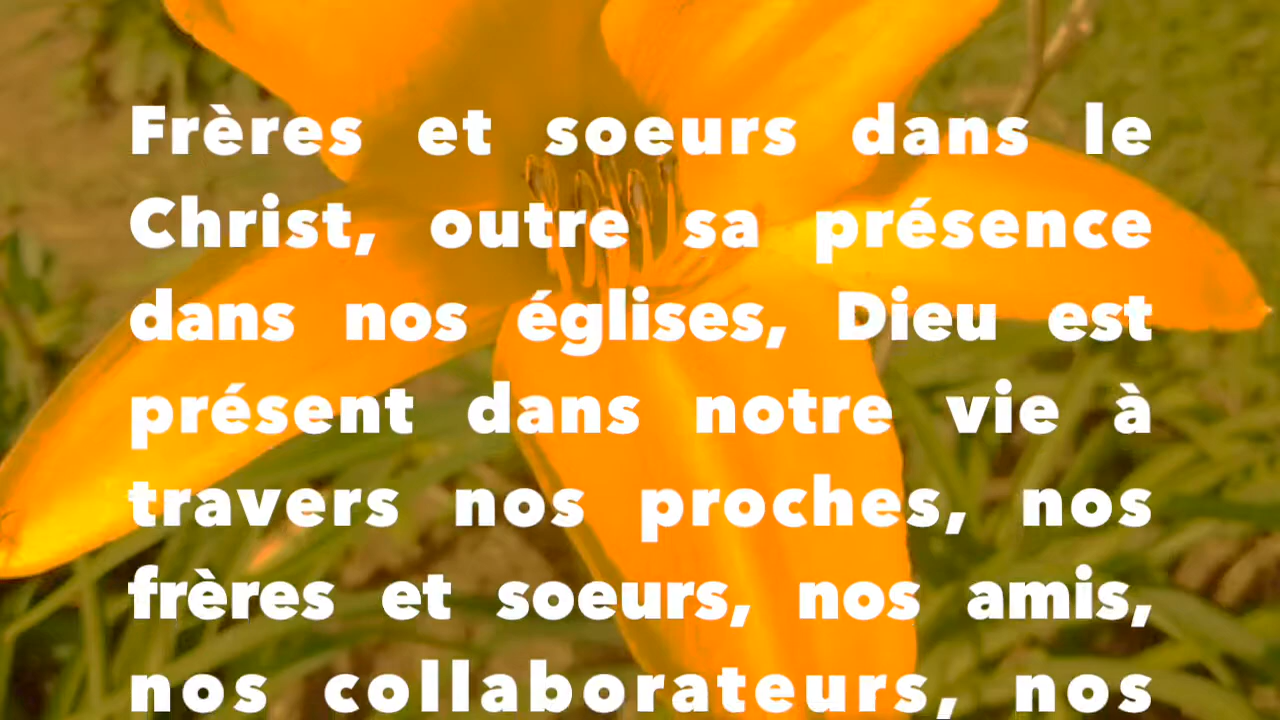 Frères et soeurs dans le
Christ, outre sa présence
dans nos églises, Dieu est
présent dans notre vie à
travers nos proches, nos
frères et soeurs, nos amis,
nos collaborateurs, nos